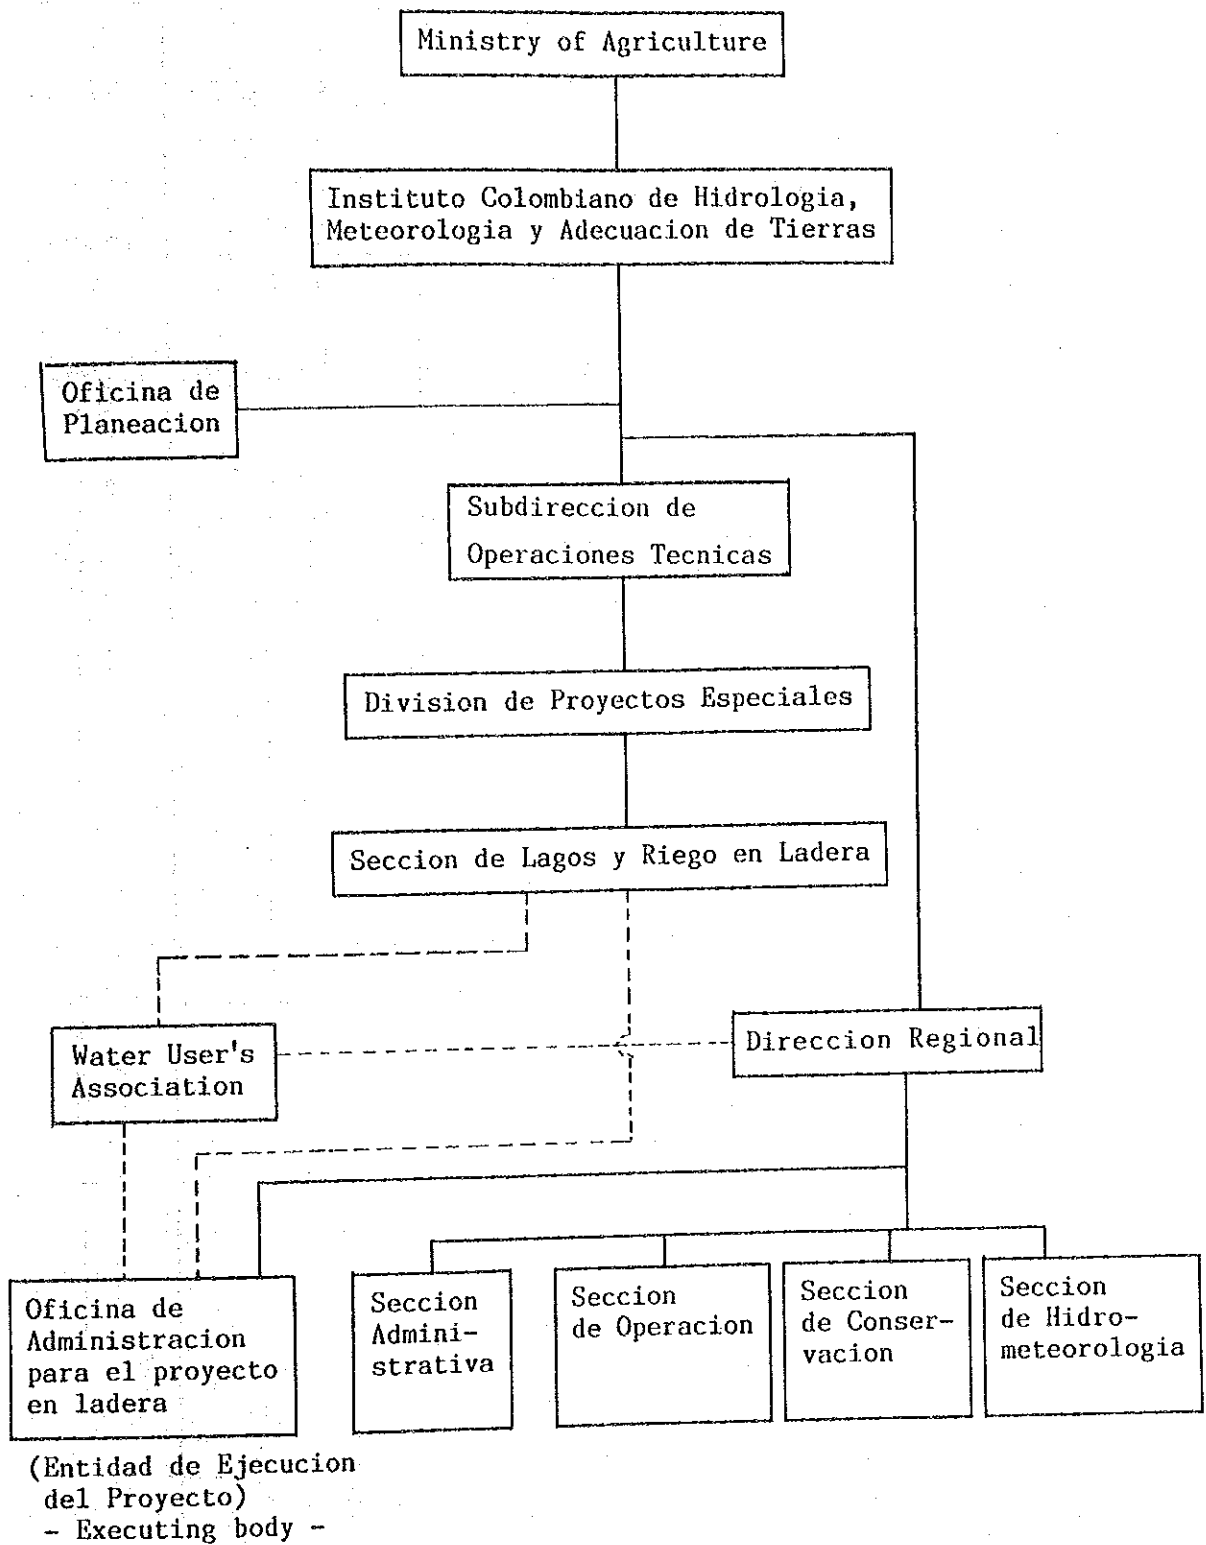 Ministry of Agriculture
Instituto Colombiano de Hidrologia,
Meteorologia y Adecuacion de Tierras
Oficina de
Planeacion
Subdireccion de
Operaciones Tecnicas
Division de Proyectos Especiales
Seccion de Lagos y Riego en Ladera
Water User's
Association
Direccion Regional
Oficina de
Administracion
para el proyecto
en ladera
Seccion
Admini-
strativa
Seccion
de Operacion
Seccion
de Conser-
vacion
Seccion
de Hidro-
meteorologia
(Entidad de Ejecucion
del Proyecto)
- Executing body -